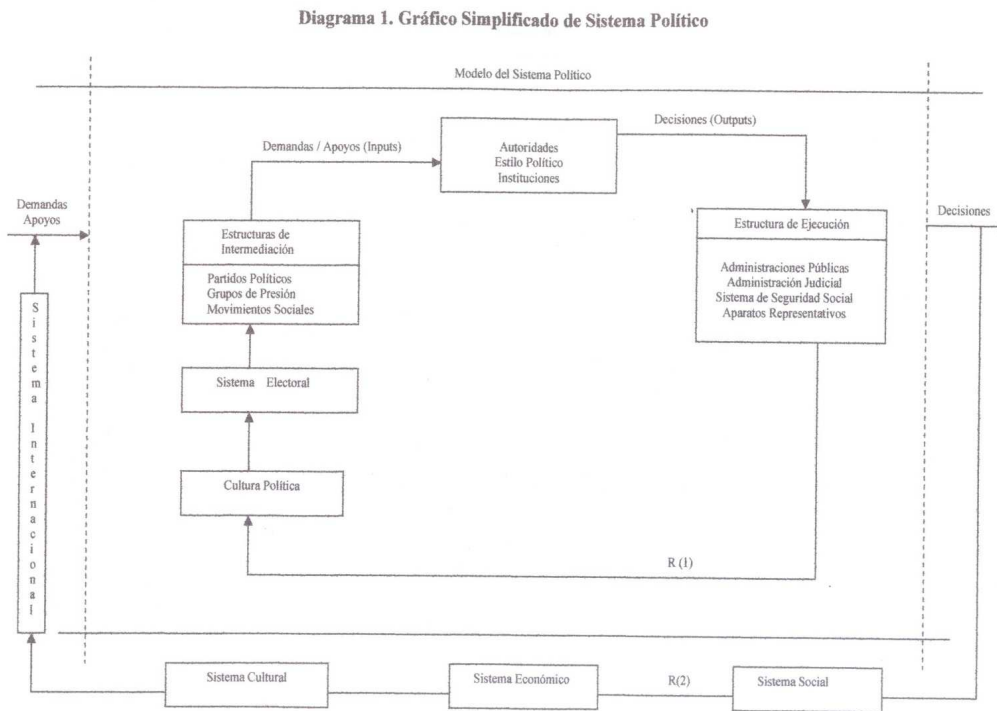 Diagrama 1. Gráfico Simplificado de Sistema Político
Modelo del Sistema Político
Demandas / Apoyos (Inputs)
Autoridades
Estilo Político
Instituciones
Decisiones (Outputs)
Demandas
Apoyos
Estructuras de
Intermediación
Partidos Políticos
Grupos de Presión
Movimientos Sociales
Estructura de Ejecución
Administraciones Públicas
Administración Judicial
Sistema de Seguridad Social
Aparatos Representativos
Decisiones
Sistema Internacional
Sistema Electoral
Cultura Política
R (1)
Sistema Cultural
Sistema Económico
R(2)
Sistema Social